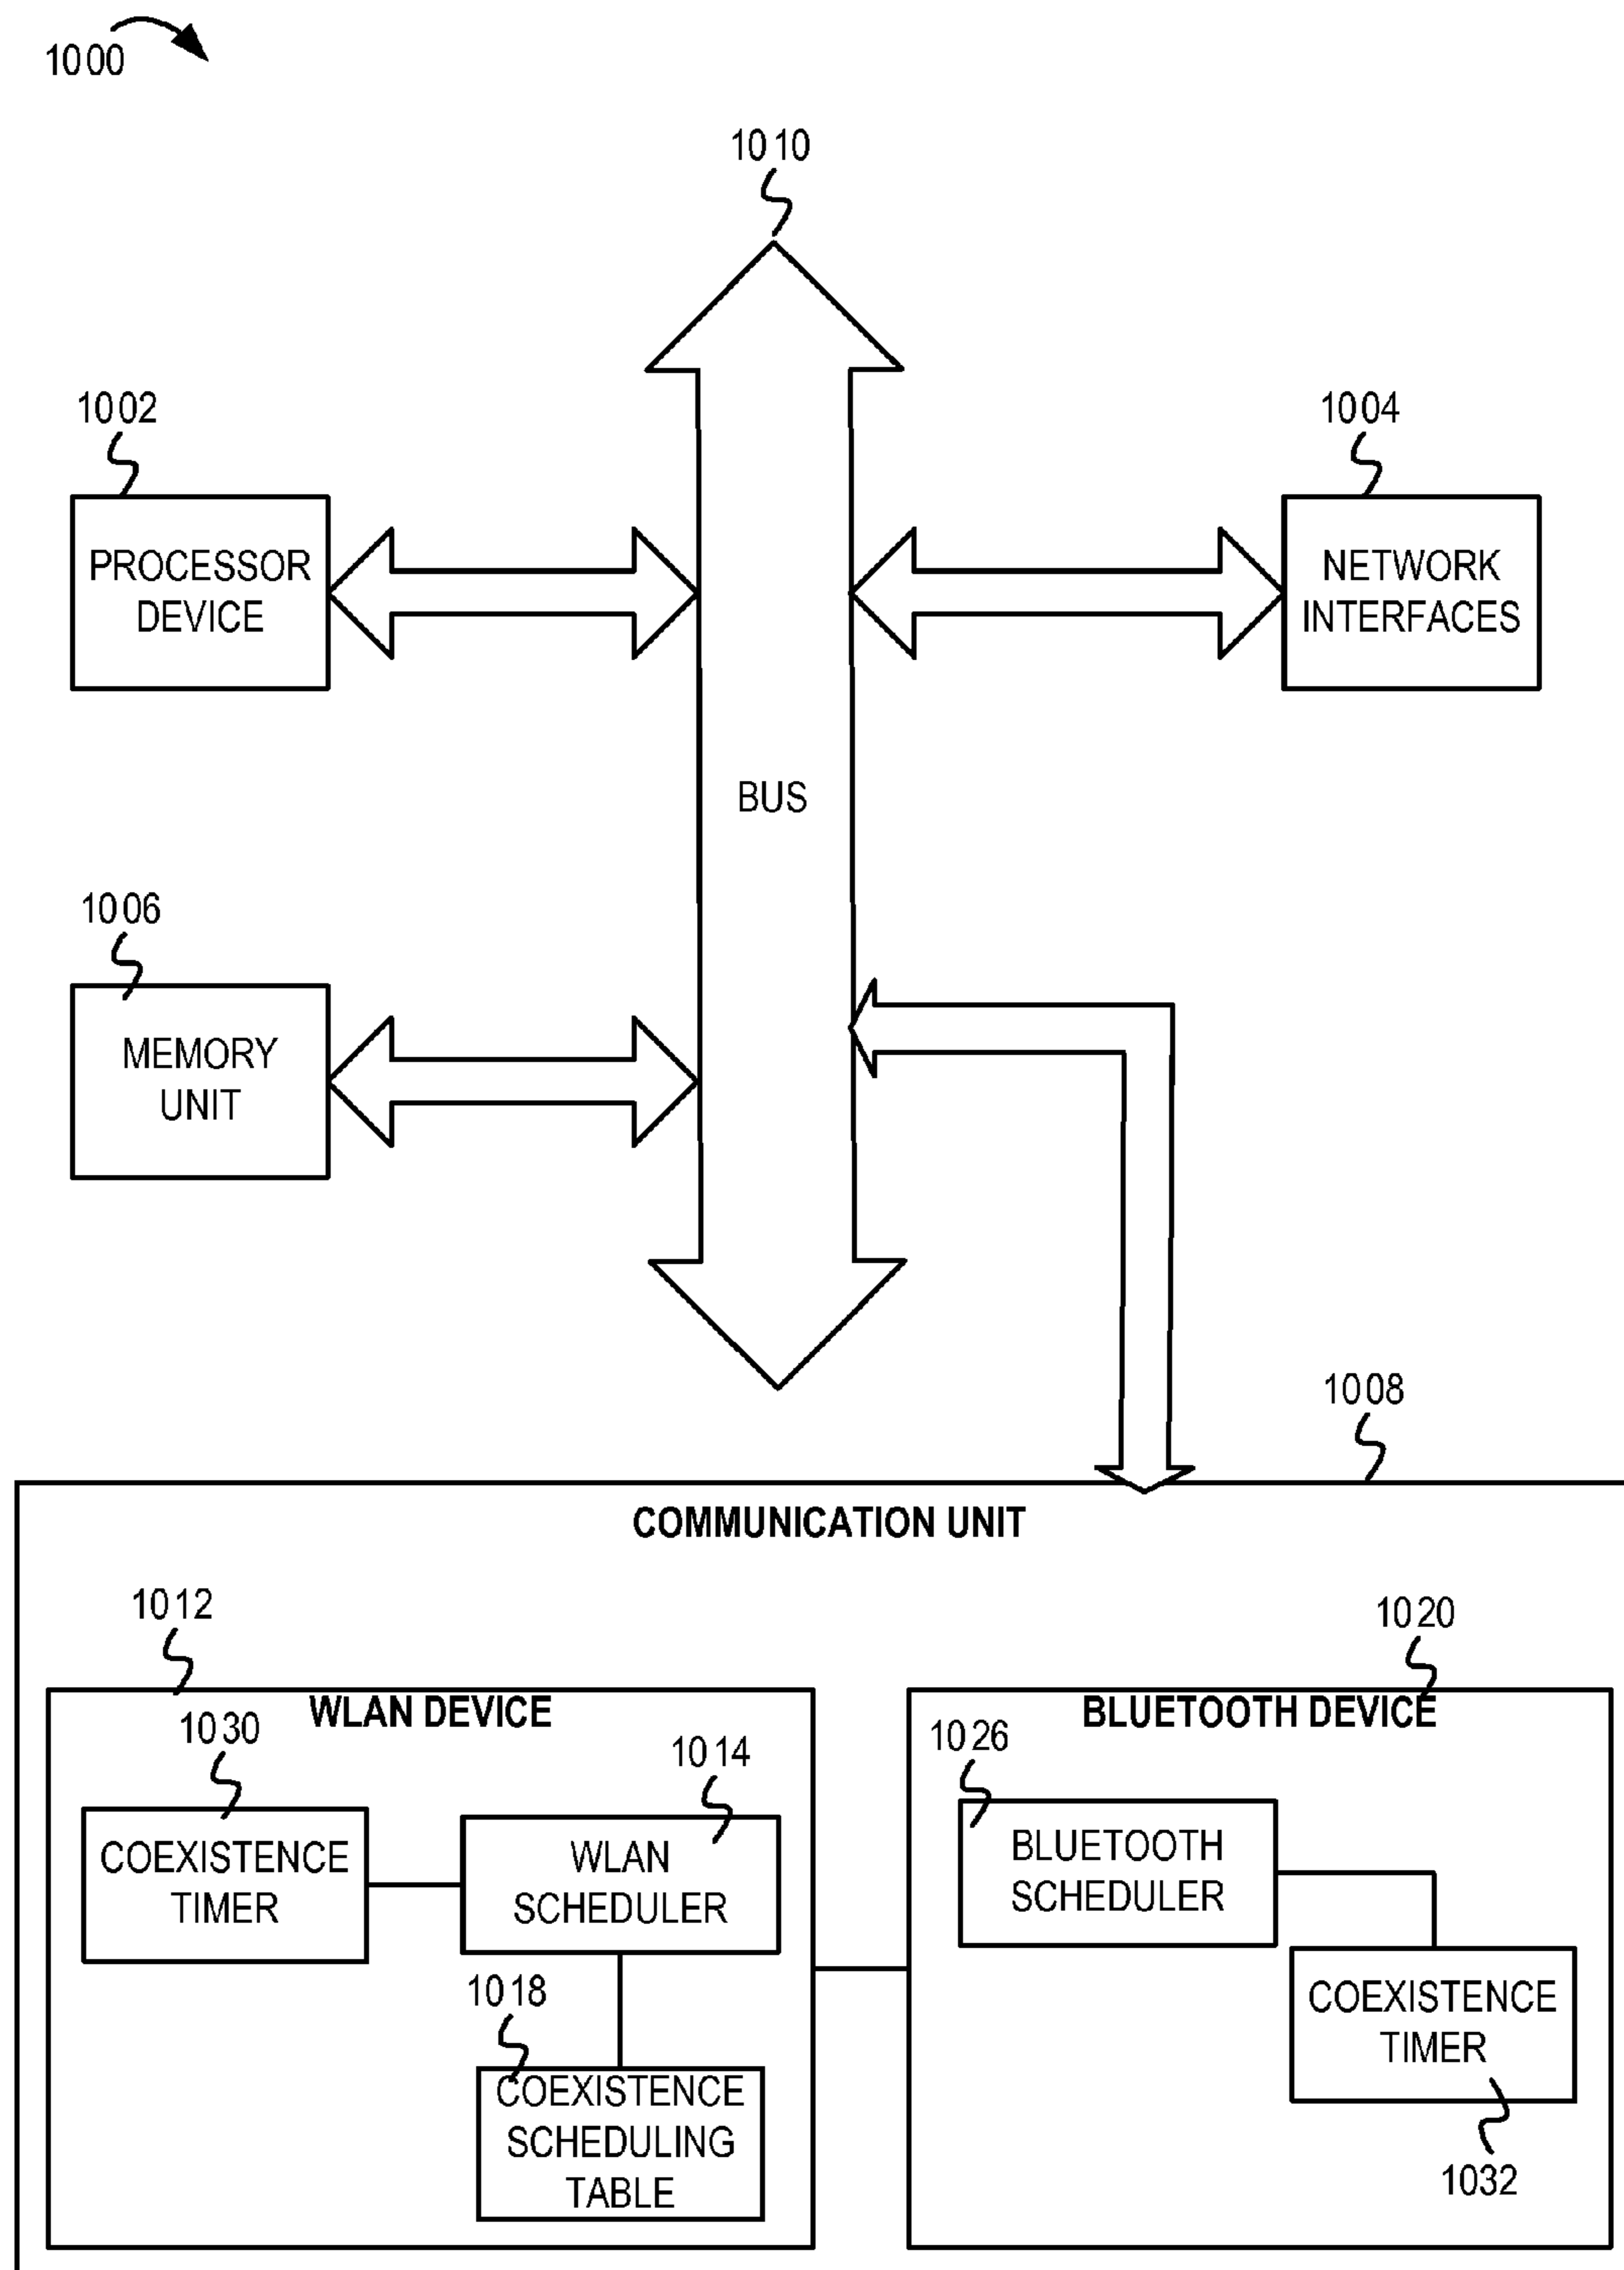 1000
1010
1002
1004
PROCESSOR
DEVICE
NETWORK
INTERFACES
BUS
1006
MEMORY
UNIT
1008
COMMUNICATION UNIT
1012
1020
WLAN DEVICE
BLUETOOTH DEVICE
1030
1014
1026
COEXISTENCE
TIMER
WLAN
SCHEDULER
BLUETOOTH
SCHEDULER
1018
COEXISTENCE
SCHEDULING
TABLE
COEXISTENCE
TIMER
1032